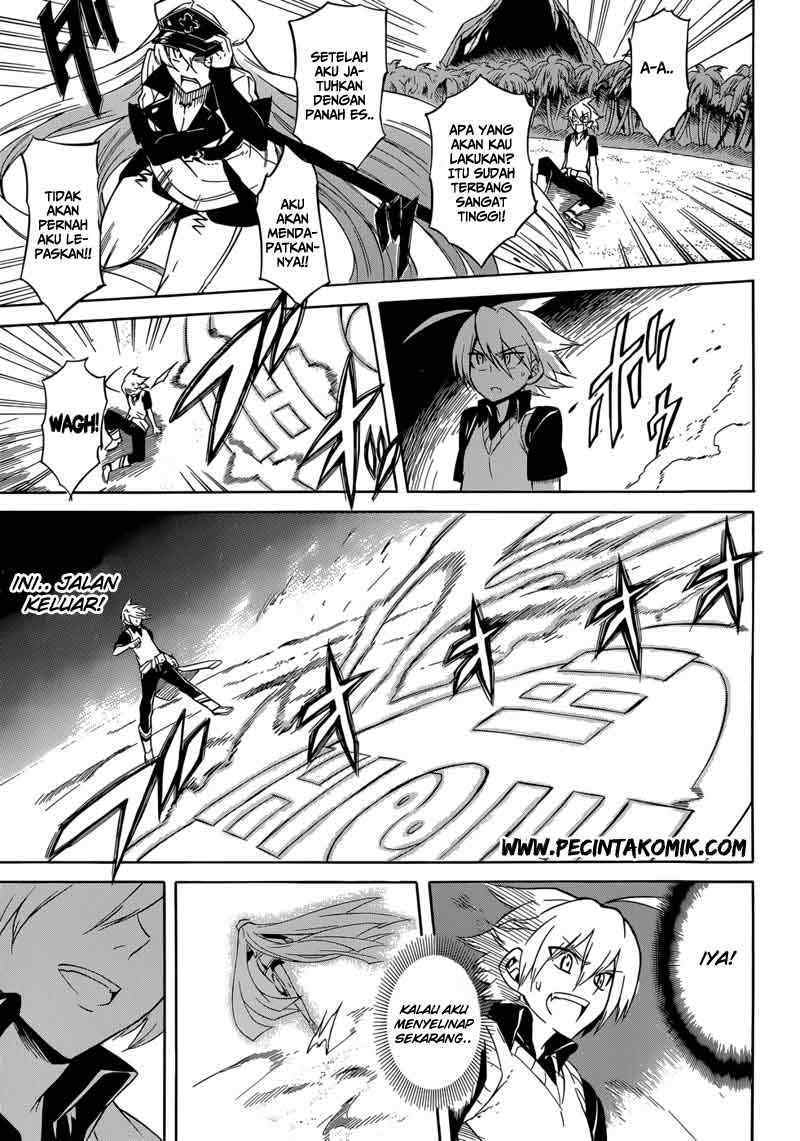 A-A..
APA YANG
AKAN KAU
LAKUKAN?
ITU SUDAH
TERBANG
SANGAT
TINGGI!!
SETELAH
AKU JA-
TUHKAN
DENGAN
PANAH ES..
AKU
AKAN
MENDA-
PATKAN-
NYA!!
TIDAK
AKAN
PERNAH
AKU LE-
PASKAN!!
WAGH!
INI.. JALAN
KELUAR!
WWW.PECINTAKOMIK.COM
IYA!
KALAU AKU
MENYELINAP
SEKARANG..